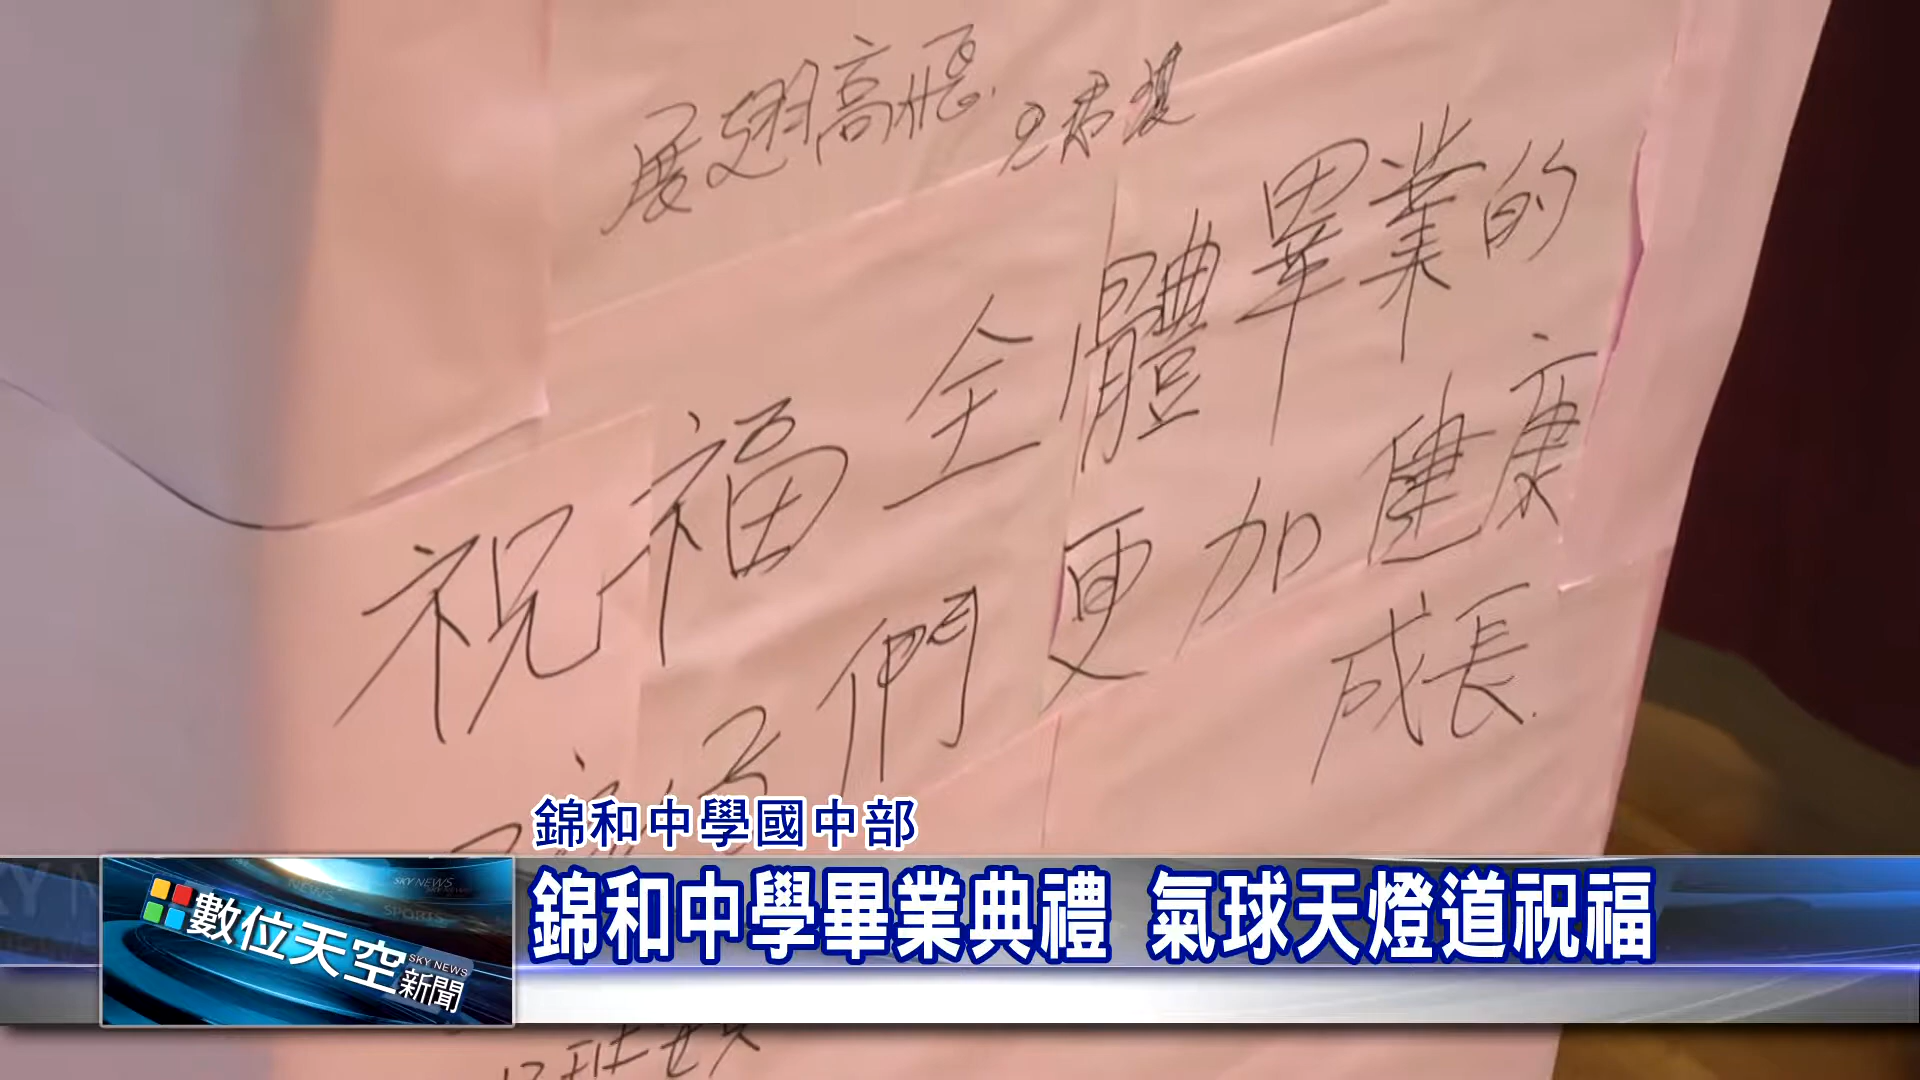 展翅高飛
祝福全體畢業的
孩子們更加健康
成長
錦和中學國中部
錦和中學畢業典禮 氣球天燈道祝福
數位天空
SKY NEWS
新聞